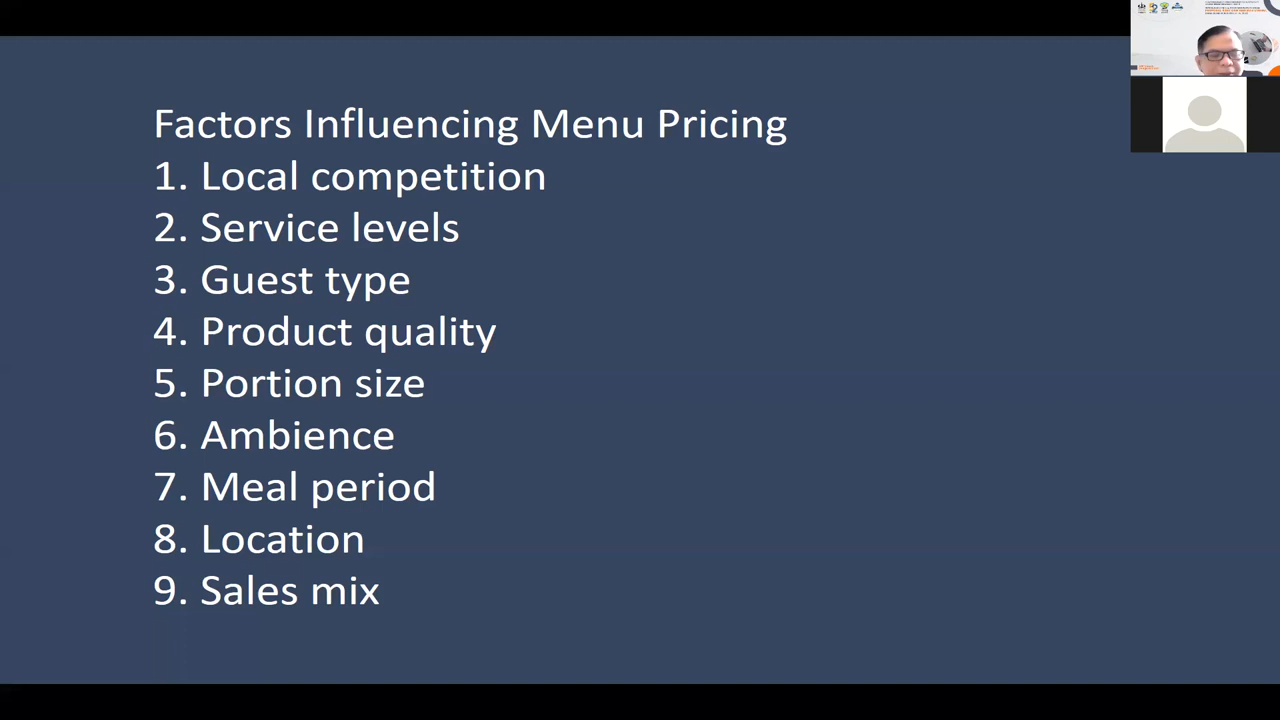 Factors Influencing Menu Pricing
1. Local competition
2. Service levels
3. Guest type
4. Product quality
5. Portion size
6. Ambience
7. Meal period
8. Location
9. Sales mix